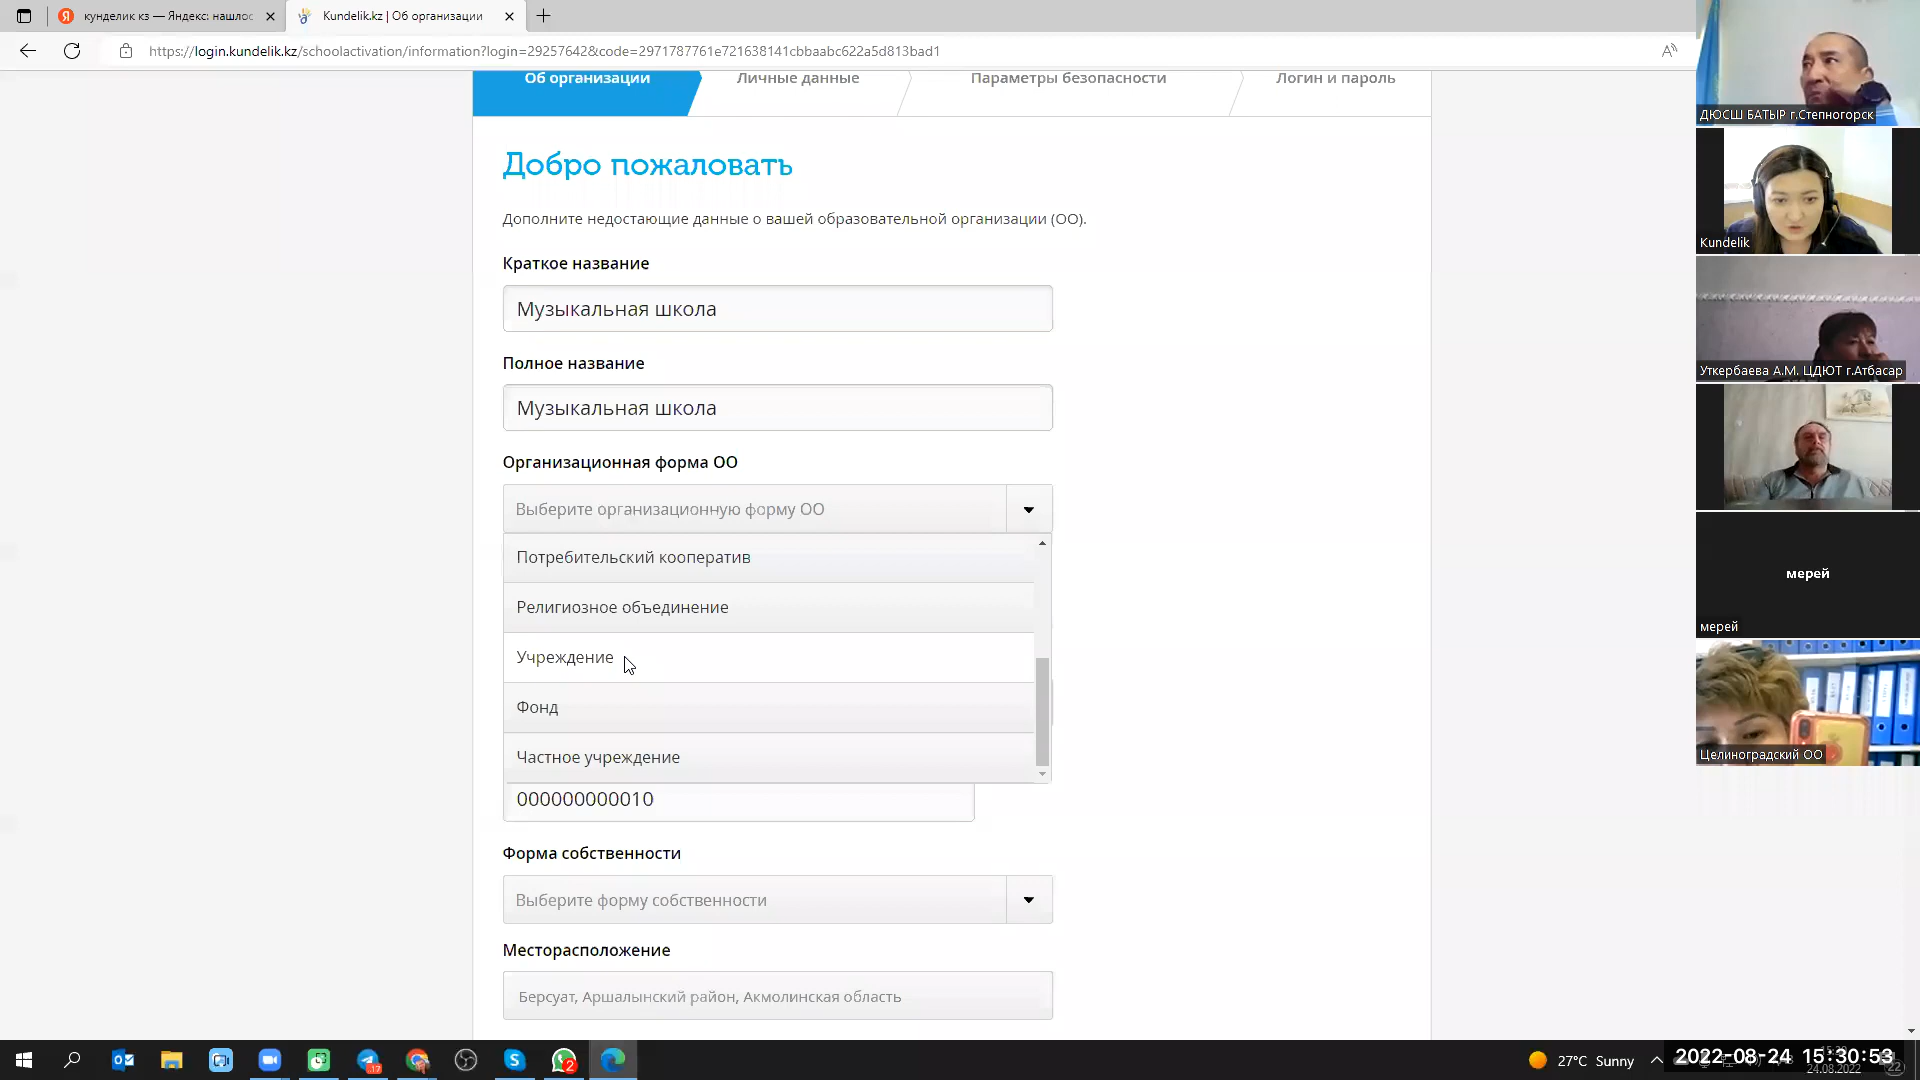 кунделик кз — Яндекс: нашлос
Kundelik.kz | Об организации
https://login.kundelik.kz/schoolactivation/information?login=29257642&code=2971787761e721638141cbbaabc622a5d813bad1
Об организации
Личные данные
Параметры безопасности
Логин и пароль
Добро пожаловать
Дополните недостающие данные о вашей образовательной организации (ОО).
Краткое название
Музыкальная школа
Полное название
Музыкальная школа
Организационная форма ОО
Выберите организационную форму ОО
Потребительский кооператив
Религиозное объединение
Учреждение
Фонд
Частное учреждение
000000000010
Форма собственности
Выберите форму собственности
Месторасположение
Берсуат, Аршалынский район, Акмолинская область
ДЮСШ БАТЫР г.Степногорск
Kundelik
Уткербаева А.М. ЦДЮТ г.Атбасар
мерей
мерей
Целиноградский ОО
27°C Sunny
2022-08-24 15:30:53
24.08.2022
22